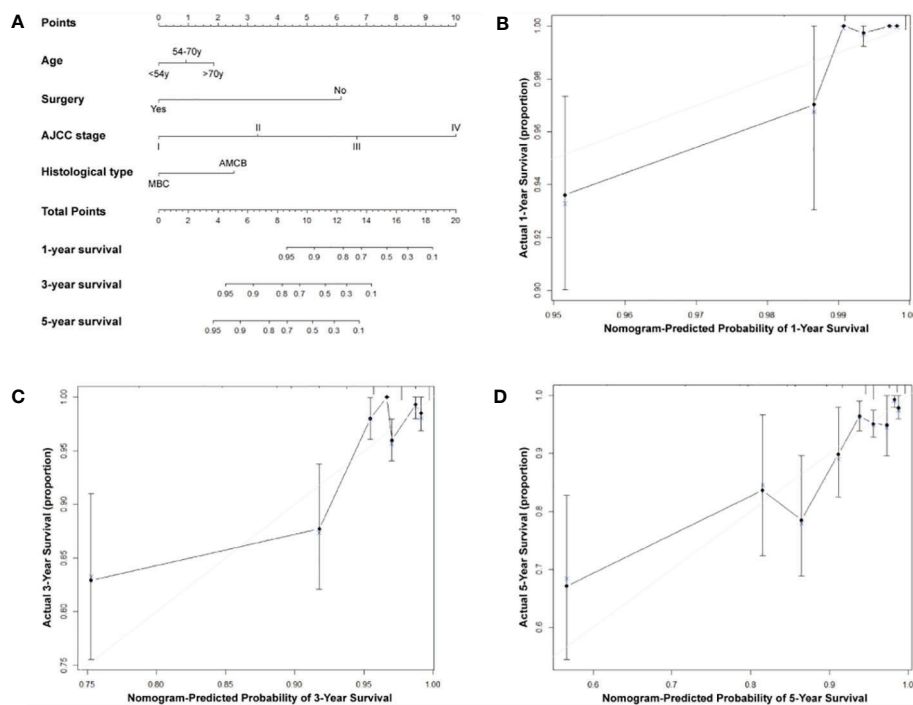 A
Points 0 1 2 3 4 5 6 7 8 9 10
54-70y
Age
<54y >70y
No
Surgery
Yes
II IV
AJCC stage
I III
AMCB
Histological type
MBC
Total Points 0 2 4 6 8 10 12 14 16 18 20
1-year survival
0.95 0.9 0.8 0.7 0.5 0.3 0.1
3-year survival
0.95 0.9 0.8 0.7 0.5 0.3 0.1
5-year survival
0.95 0.9 0.8 0.7 0.5 0.3 0.1
B
Actual 1-Year Survival (proportion)
1.00
0.98
0.96
0.94
0.92
0.90
0.95 0.96 0.97 0.98 0.99 1.00
Nomogram-Predicted Probability of 1-Year Survival
C
Actual 3-Year Survival (proportion)
1.00
0.95
0.90
0.85
0.80
0.75
0.75 0.80 0.85 0.90 0.95 1.00
Nomogram-Predicted Probability of 3-Year Survival
D
Actual 5-Year Survival (proportion)
1.0
0.9
0.8
0.7
0.6
0.6 0.7 0.8 0.9 1.0
Nomogram-Predicted Probability of 5-Year Survival